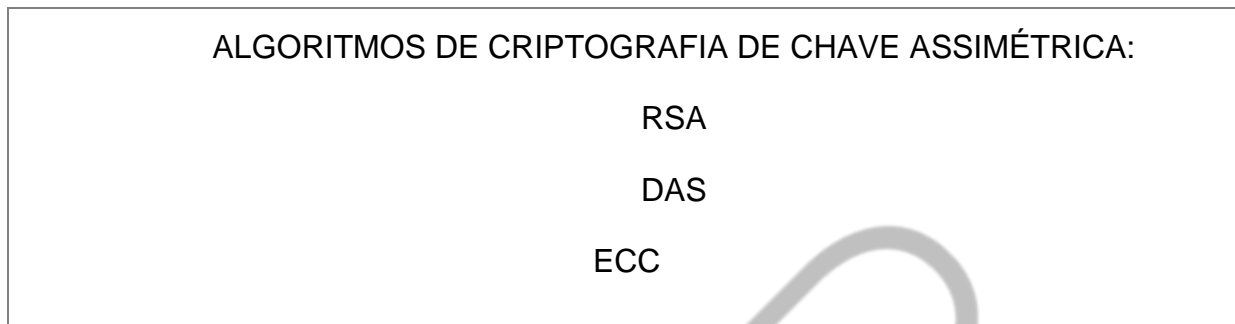 ALGORITMOS DE CRIPTOGRAFIA DE CHAVE ASSIMÉTRICA:
RSA
DAS
ECC